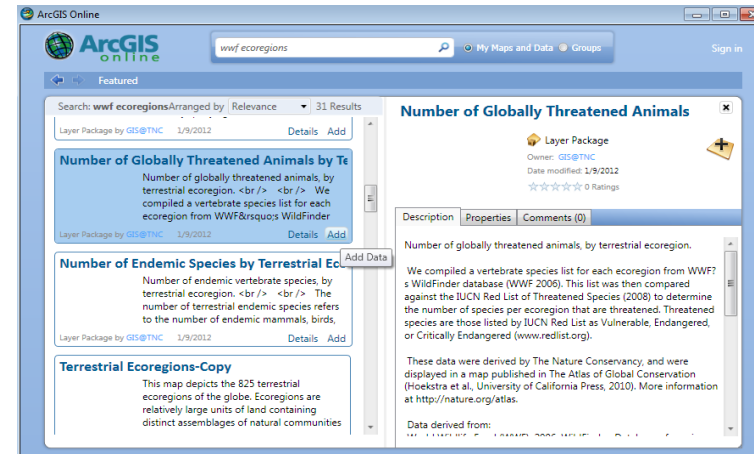 ArcGIS Online
ArcGIS
online
wwf ecoregions
My Maps and Data
Groups
Sign in
Featured
Search: wwf ecoregionsArranged by Relevance 31 Results
Layer Package by GIS@TNC 1/9/2012 Details Add
Number of Globally Threatened Animals by Te
Number of globally threatened animals, by
terrestrial ecoregion. <br /> <br /> We
compiled a vertebrate species list for each
ecoregion from WWF&rsquo;s WildFinder
Layer Package by GIS@TNC 1/9/2012 Details Add
Add Data
Number of Endemic Species by Terrestrial Eco
Number of endemic vertebrate species, by
terrestrial ecoregion. <br /> <br /> The
number of terrestrial endemic species refers
to the number of endemic mammals, birds,
Layer Package by GIS@TNC 1/9/2012 Details Add
Terrestrial Ecoregions-Copy
This map depicts the 825 terrestrial
ecoregions of the globe. Ecoregions are
relatively large units of land containing
distinct assemblages of natural communities
Number of Globally Threatened Animals
Layer Package
Owner: GIS@TNC
Date modified: 1/9/2012
0 Ratings
Description Properties Comments (0)
Number of globally threatened animals, by terrestrial ecoregion.
We compiled a vertebrate species list for each ecoregion from WWF?
s WildFinder database (WWF 2006). This list was then compared
against the IUCN Red List of Threatened Species (2008) to determine
the number of species per ecoregion that are threatened. Threatened
species are those listed by IUCN Red List as Vulnerable, Endangered,
or Critically Endangered (www.redlist.org).
These data were derived by The Nature Conservancy, and were
displayed in a map published in The Atlas of Global Conservation
(Hoekstra et al., University of California Press, 2010). More information
at http://nature.org/atlas.
Data derived from: